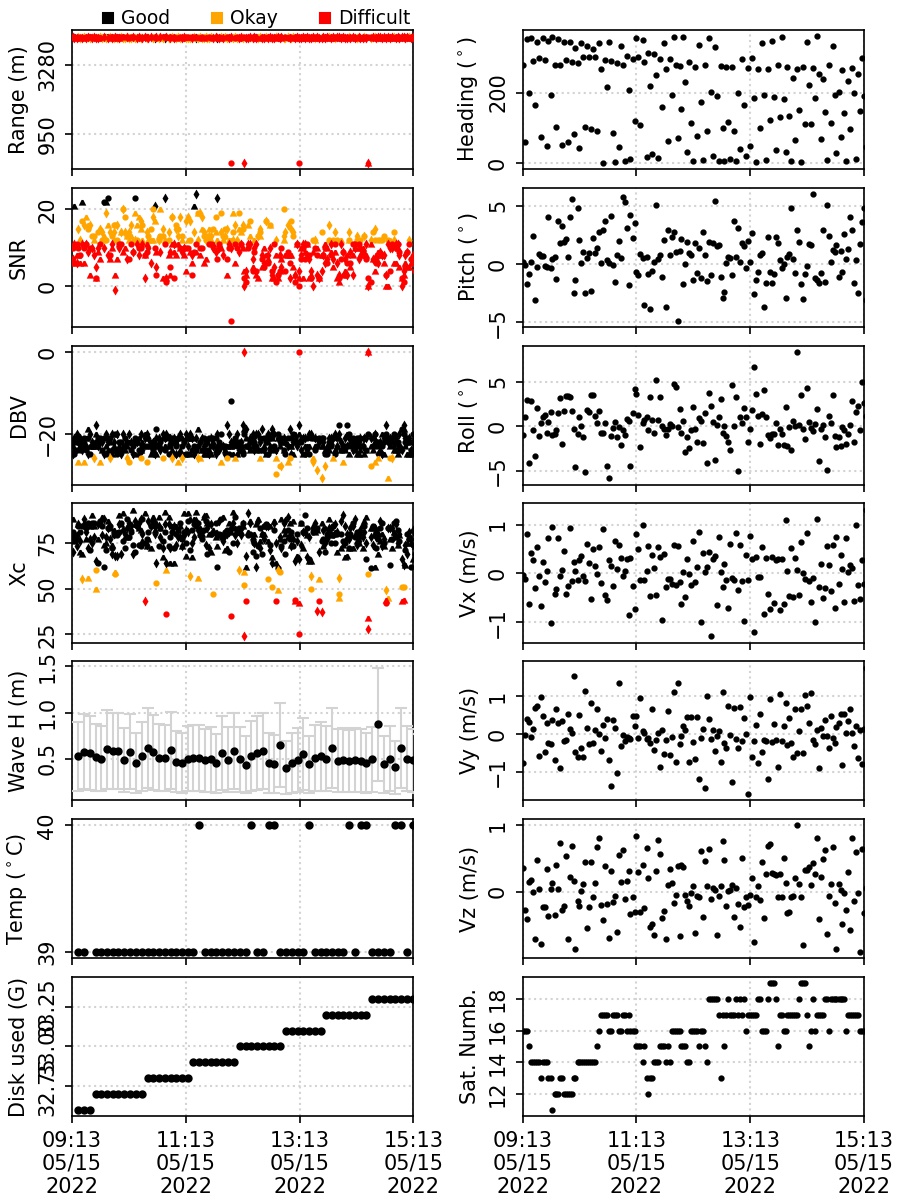 Good Okay Difficult
Range (m)
3280
950
Heading (°)
200
0
SNR
20
0
Pitch (°)
5
0
−5
DBV
0
−20
Roll (°)
5
0
−5
Xc
75
50
25
Vx (m/s)
1
0
−1
Wave H (m)
1.5
1.0
0.5
Vy (m/s)
1
0
−1
Temp (°C)
40
39
Vz (m/s)
1
0
Disk used (G)
32.75
Sat. Numb.
18
16
14
12
09:13 11:13 13:13 15:13
05/15 05/15 05/15 05/15
2022 2022 2022 2022
09:13 11:13 13:13 15:13
05/15 05/15 05/15 05/15
2022 2022 2022 2022